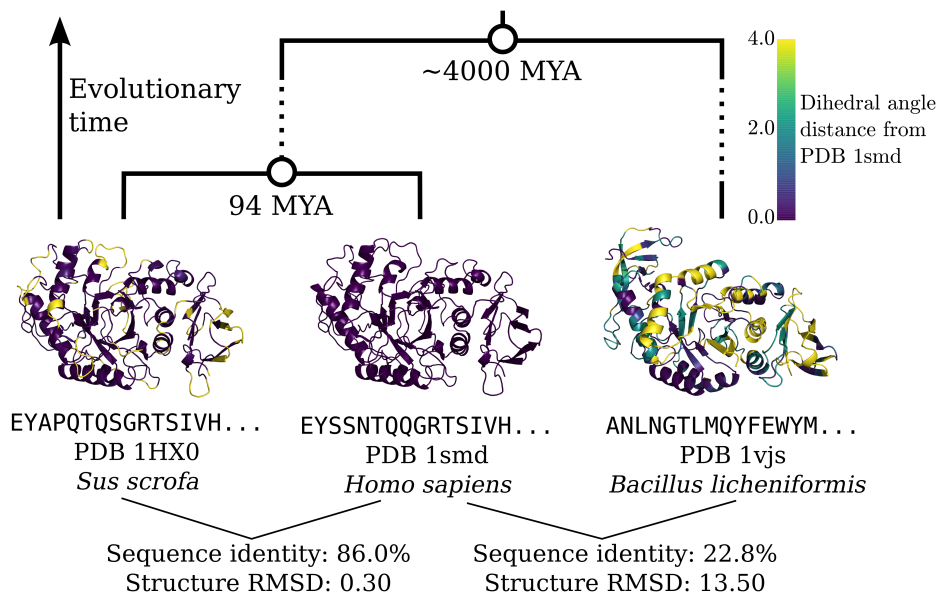 ~4000 MYA
Evolutionary
time
94 MYA
4.0
2.0
0.0
Dihedral angle
distance from
PDB 1smd
EYAPQTQSGRTSIVH...
PDB 1HX0
Sus scrofa
EYSSNTQQGRTSIVH...
PDB 1smd
Homo sapiens
ANLNGTLMQYFEWYM...
PDB 1vjs
Bacillus licheniformis
Sequence identity: 86.0%
Structure RMSD: 0.30
Sequence identity: 22.8%
Structure RMSD: 13.50